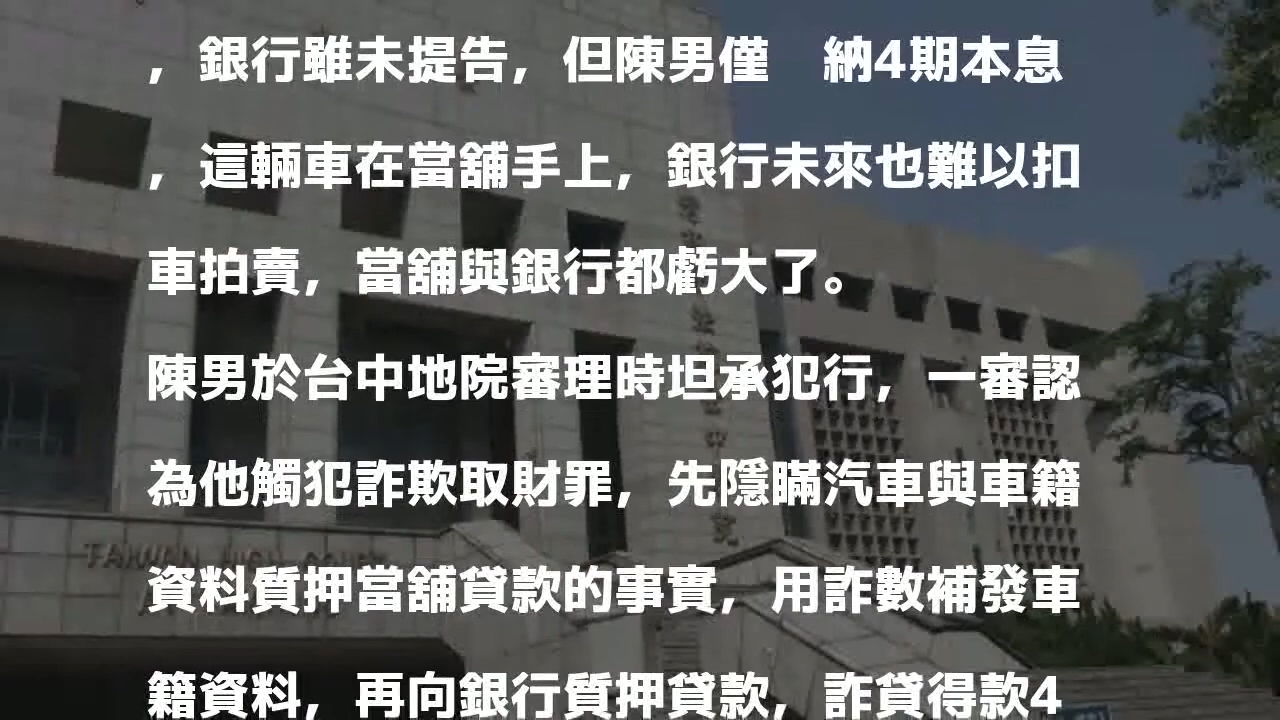 ，銀行雖未提告，但陳男僅　納4期本息
，這輛車在當舖手上，銀行未來也難以扣
車拍賣，當舖與銀行都虧大了。
陳男於台中地院審理時坦承犯行，一審認
為他觸犯詐欺取財罪，先隱瞞汽車與車籍
資料質押當舖貸款的事實，用詐數補發車
籍資料，再向銀行質押貸款，詐貸得款4
TAIWAN HIGH COURT